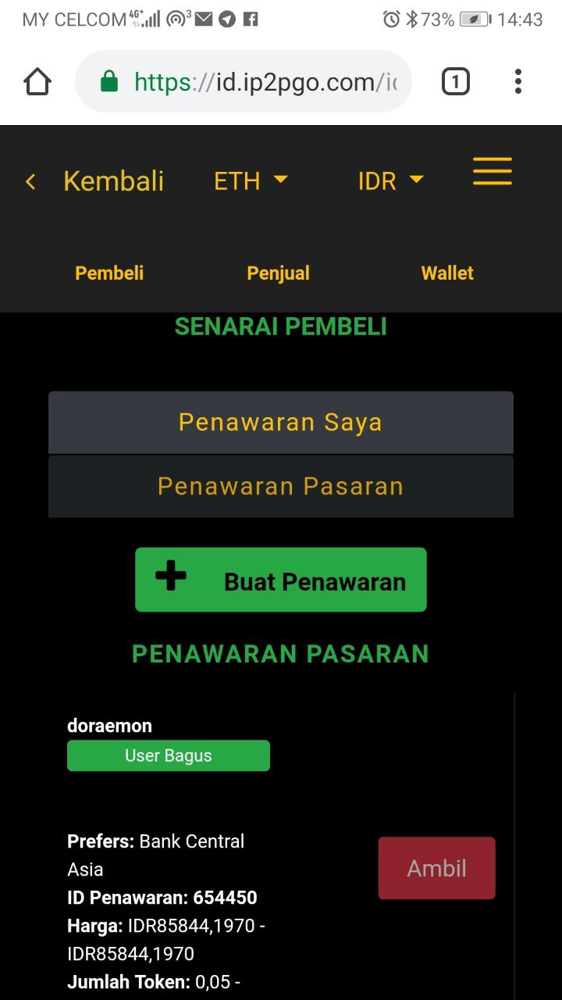 MY CELCOM 4G+ 3 73% 14:43
https://id.ip2pgo.com/i
1
Kembali ETH IDR
Pembeli Penjual Wallet
SENARAI PEMBELI
Penawaran Saya
Penawaran Pasaran
Buat Penawaran
PENAWARAN PASARAN
doraemon
User Bagus
Prefers: Bank Central
Asia
Ambil
ID Penawaran: 654450
Harga: IDR85844,1970 -
IDR85844,1970
Jumlah Token: 0,05 -